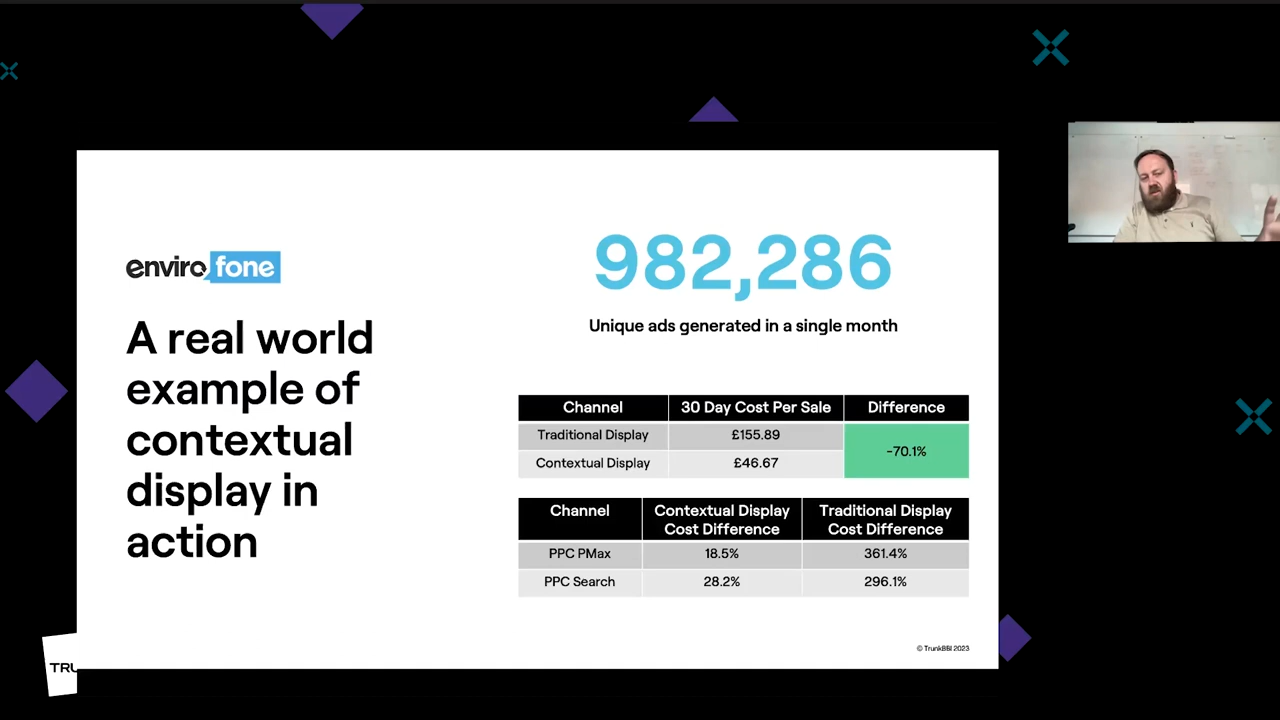 envirofone
A real world
example of
contextual
display in
action
982,286
Unique ads generated in a single month
Channel 30 Day Cost Per Sale Difference
Traditional Display £155.89 -70.1%
Contextual Display £46.67
Channel Contextual Display Cost Difference Traditional Display Cost Difference
PPC PMax 18.5% 361.4%
PPC Search 28.2% 296.1%
© TrunkBBI 2023
TRU